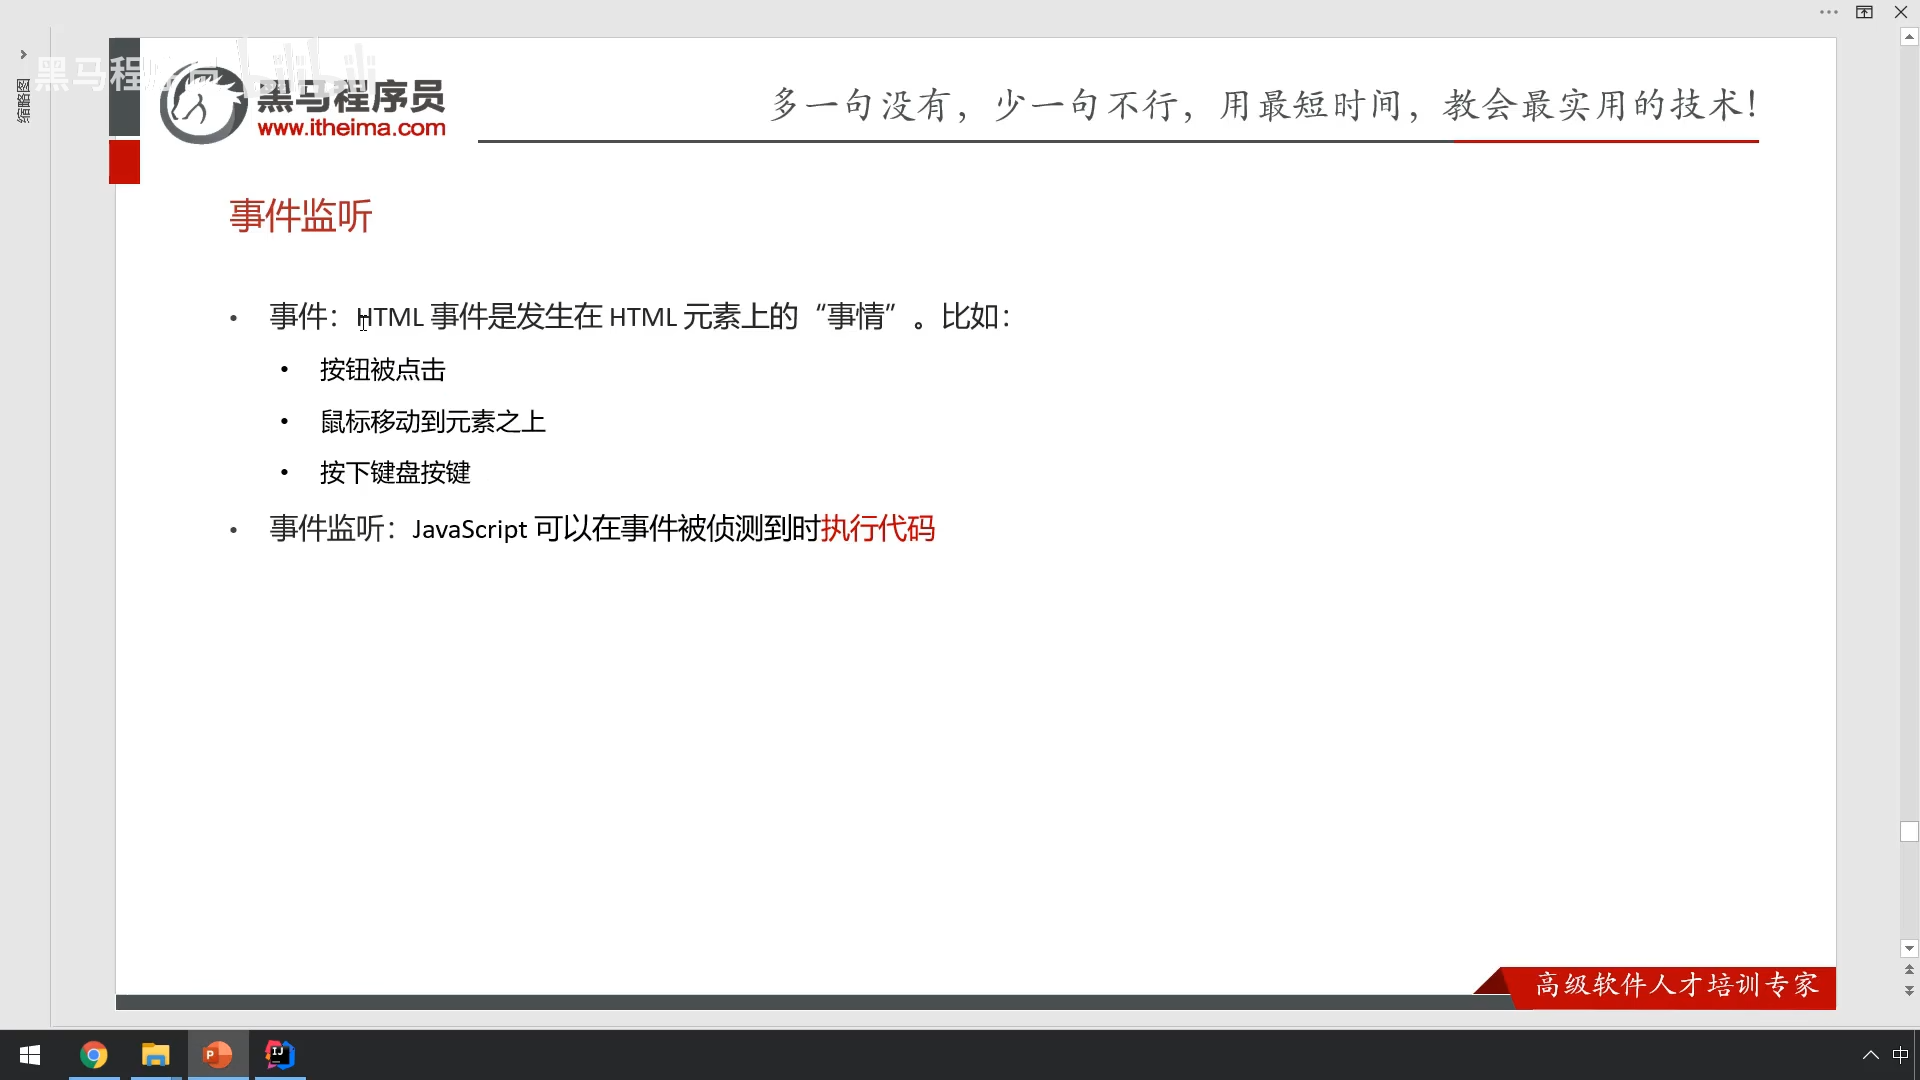 缩略图
黑马程序员 bilibili
黑马程序员
www.itheima.com
多一句没有，少一句不行，用最短时间，教会最实用的技术！
事件监听
• 事件：HTML 事件是发生在 HTML 元素上的“事情”。比如：
• 按钮被点击
• 鼠标移动到元素之上
• 按下键盘按键
• 事件监听：JavaScript 可以在事件被侦测到时执行代码
高级软件人才培训专家
P
IJ
中